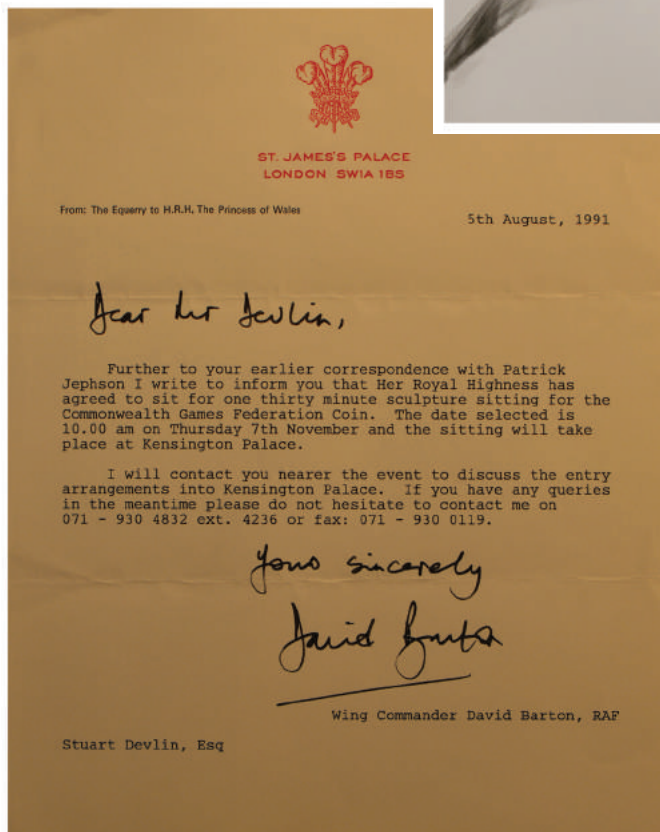 ST. JAMES'S PALACE
LONDON SW1A 1BS
From: The Equerry to H.R.H. The Princess of Wales
5th August, 1991
Dear Mr Devlin,
Further to your earlier correspondence with Patrick
Jephson I write to inform you that Her Royal Highness has
agreed to sit for one thirty minute sculpture sitting for the
Commonwealth Games Federation Coin. The date selected is
10.00 am on Thursday 7th November and the sitting will take
place at Kensington Palace.
I will contact you nearer the event to discuss the entry
arrangements into Kensington Palace. If you have any queries
in the meantime please do not hesitate to contact me on
071 - 930 4832 ext. 4236 or fax: 071 - 930 0119.
Yours sincerely
David Barton
Wing Commander David Barton, RAF
Stuart Devlin, Esq